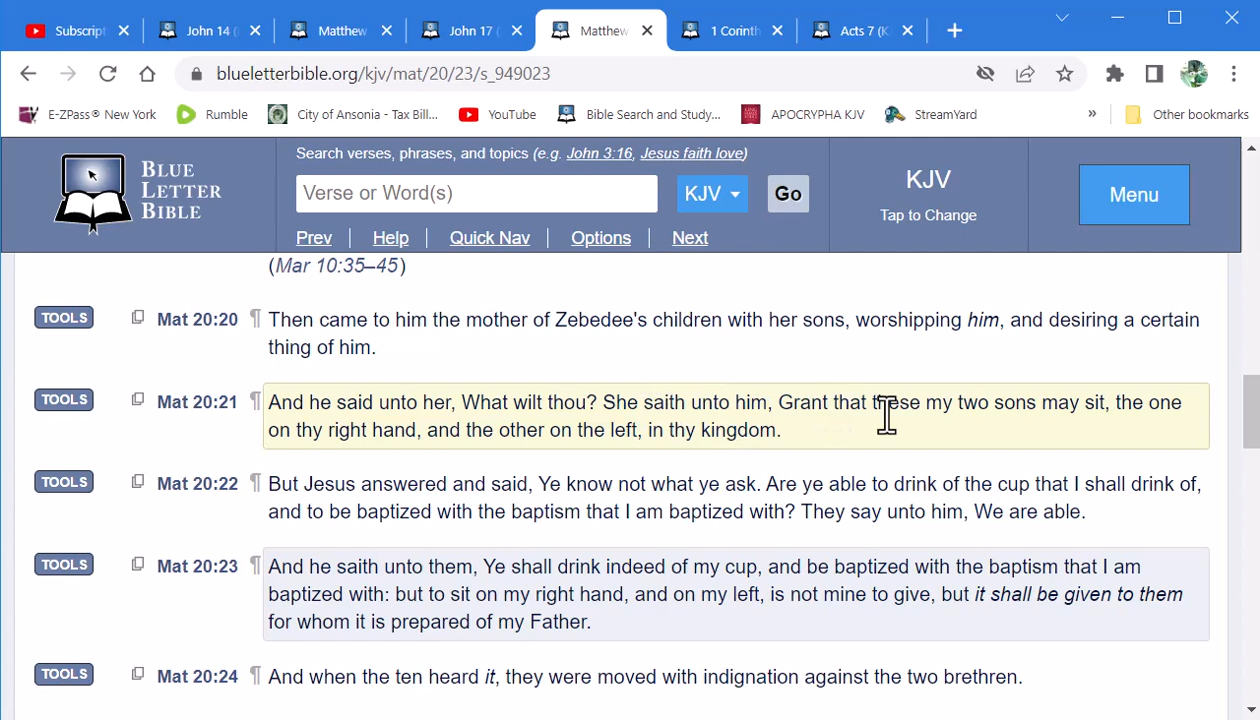 Subscript
John 14 (
Matthew
John 17 (
Matthew
1 Corinth
Acts 7 (K
blueletterbible.org/kjv/mat/20/23/s_949023
E-ZPass® New York
Rumble
City of Ansonia - Tax Bill...
YouTube
Bible Search and Study...
APOCRYPHA KJV
StreamYard
»
Other bookmarks
BLUE
LETTER
BIBLE
Search verses, phrases, and topics (e.g. John 3:16, Jesus faith love)
Verse or Word(s)
KJV
Go
Prev | Help | Quick Nav | Options | Next
KJV
Tap to Change
Menu
(Mar 10:35–45)
TOOLS Mat 20:20 ¶ Then came to him the mother of Zebedee's children with her sons, worshipping him, and desiring a certain
thing of him.
TOOLS Mat 20:21 ¶ And he said unto her, What wilt thou? She saith unto him, Grant that these my two sons may sit, the one
on thy right hand, and the other on the left, in thy kingdom.
TOOLS Mat 20:22 ¶ But Jesus answered and said, Ye know not what ye ask. Are ye able to drink of the cup that I shall drink of,
and to be baptized with the baptism that I am baptized with? They say unto him, We are able.
TOOLS Mat 20:23 ¶ And he saith unto them, Ye shall drink indeed of my cup, and be baptized with the baptism that I am
baptized with: but to sit on my right hand, and on my left, is not mine to give, but it shall be given to them
for whom it is prepared of my Father.
TOOLS Mat 20:24 ¶ And when the ten heard it, they were moved with indignation against the two brethren.